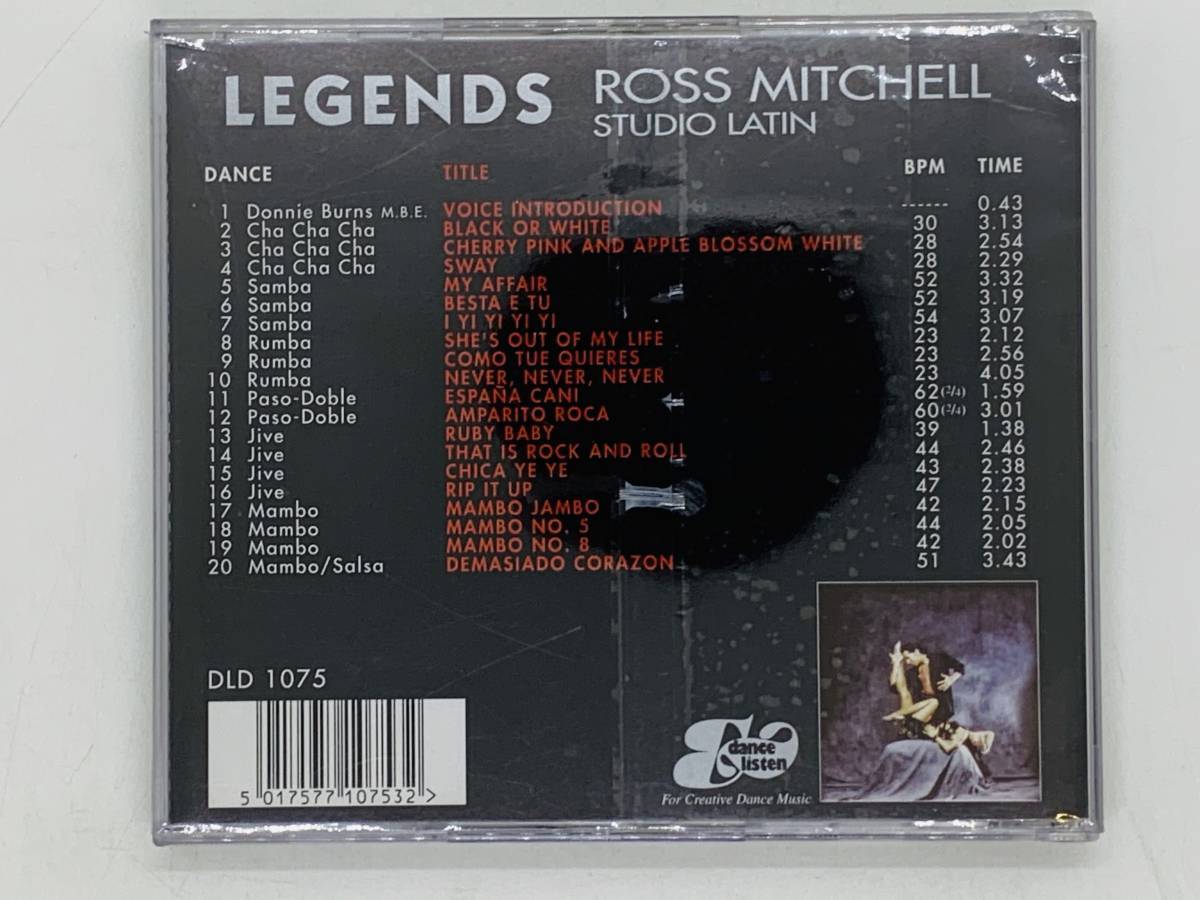 LEGENDS ROSS MITCHELL
STUDIO LATIN
DANCE TITLE BPM TIME
1 Donnie Burns M.B.E. VOICE INTRODUCTION ------ 0.43
2 Cha Cha Cha BLACK OR WHITE 30 3.13
3 Cha Cha Cha CHERRY PINK AND APPLE BLOSSOM WHITE 28 2.54
4 Cha Cha Cha SWAY 28 2.29
5 Samba MY AFFAIR 52 3.32
6 Samba BESTA E TU 52 3.19
7 Samba I YI YI YI YI 54 3.07
8 Rumba SHE'S OUT OF MY LIFE 23 2.12
9 Rumba COMO TUE QUIERES 23 2.56
10 Rumba NEVER, NEVER, NEVER 23 4.05
11 Paso-Doble ESPAÑA CANI 62(2/4) 1.59
12 Paso-Doble AMPARITO ROCA 60(2/4) 3.01
13 Jive RUBY BABY 39 1.38
14 Jive THAT IS ROCK AND ROLL 44 2.46
15 Jive CHICA YE YE 43 2.38
16 Jive RIP IT UP 47 2.23
17 Mambo MAMBO JAMBO 42 2.15
18 Mambo MAMBO NO. 5 44 2.05
19 Mambo MAMBO NO. 8 42 2.02
20 Mambo/Salsa DEMASIADO CORAZON 51 3.43
DLD 1075
5 017577 107532 >
dance
listen
For Creative Dance Music